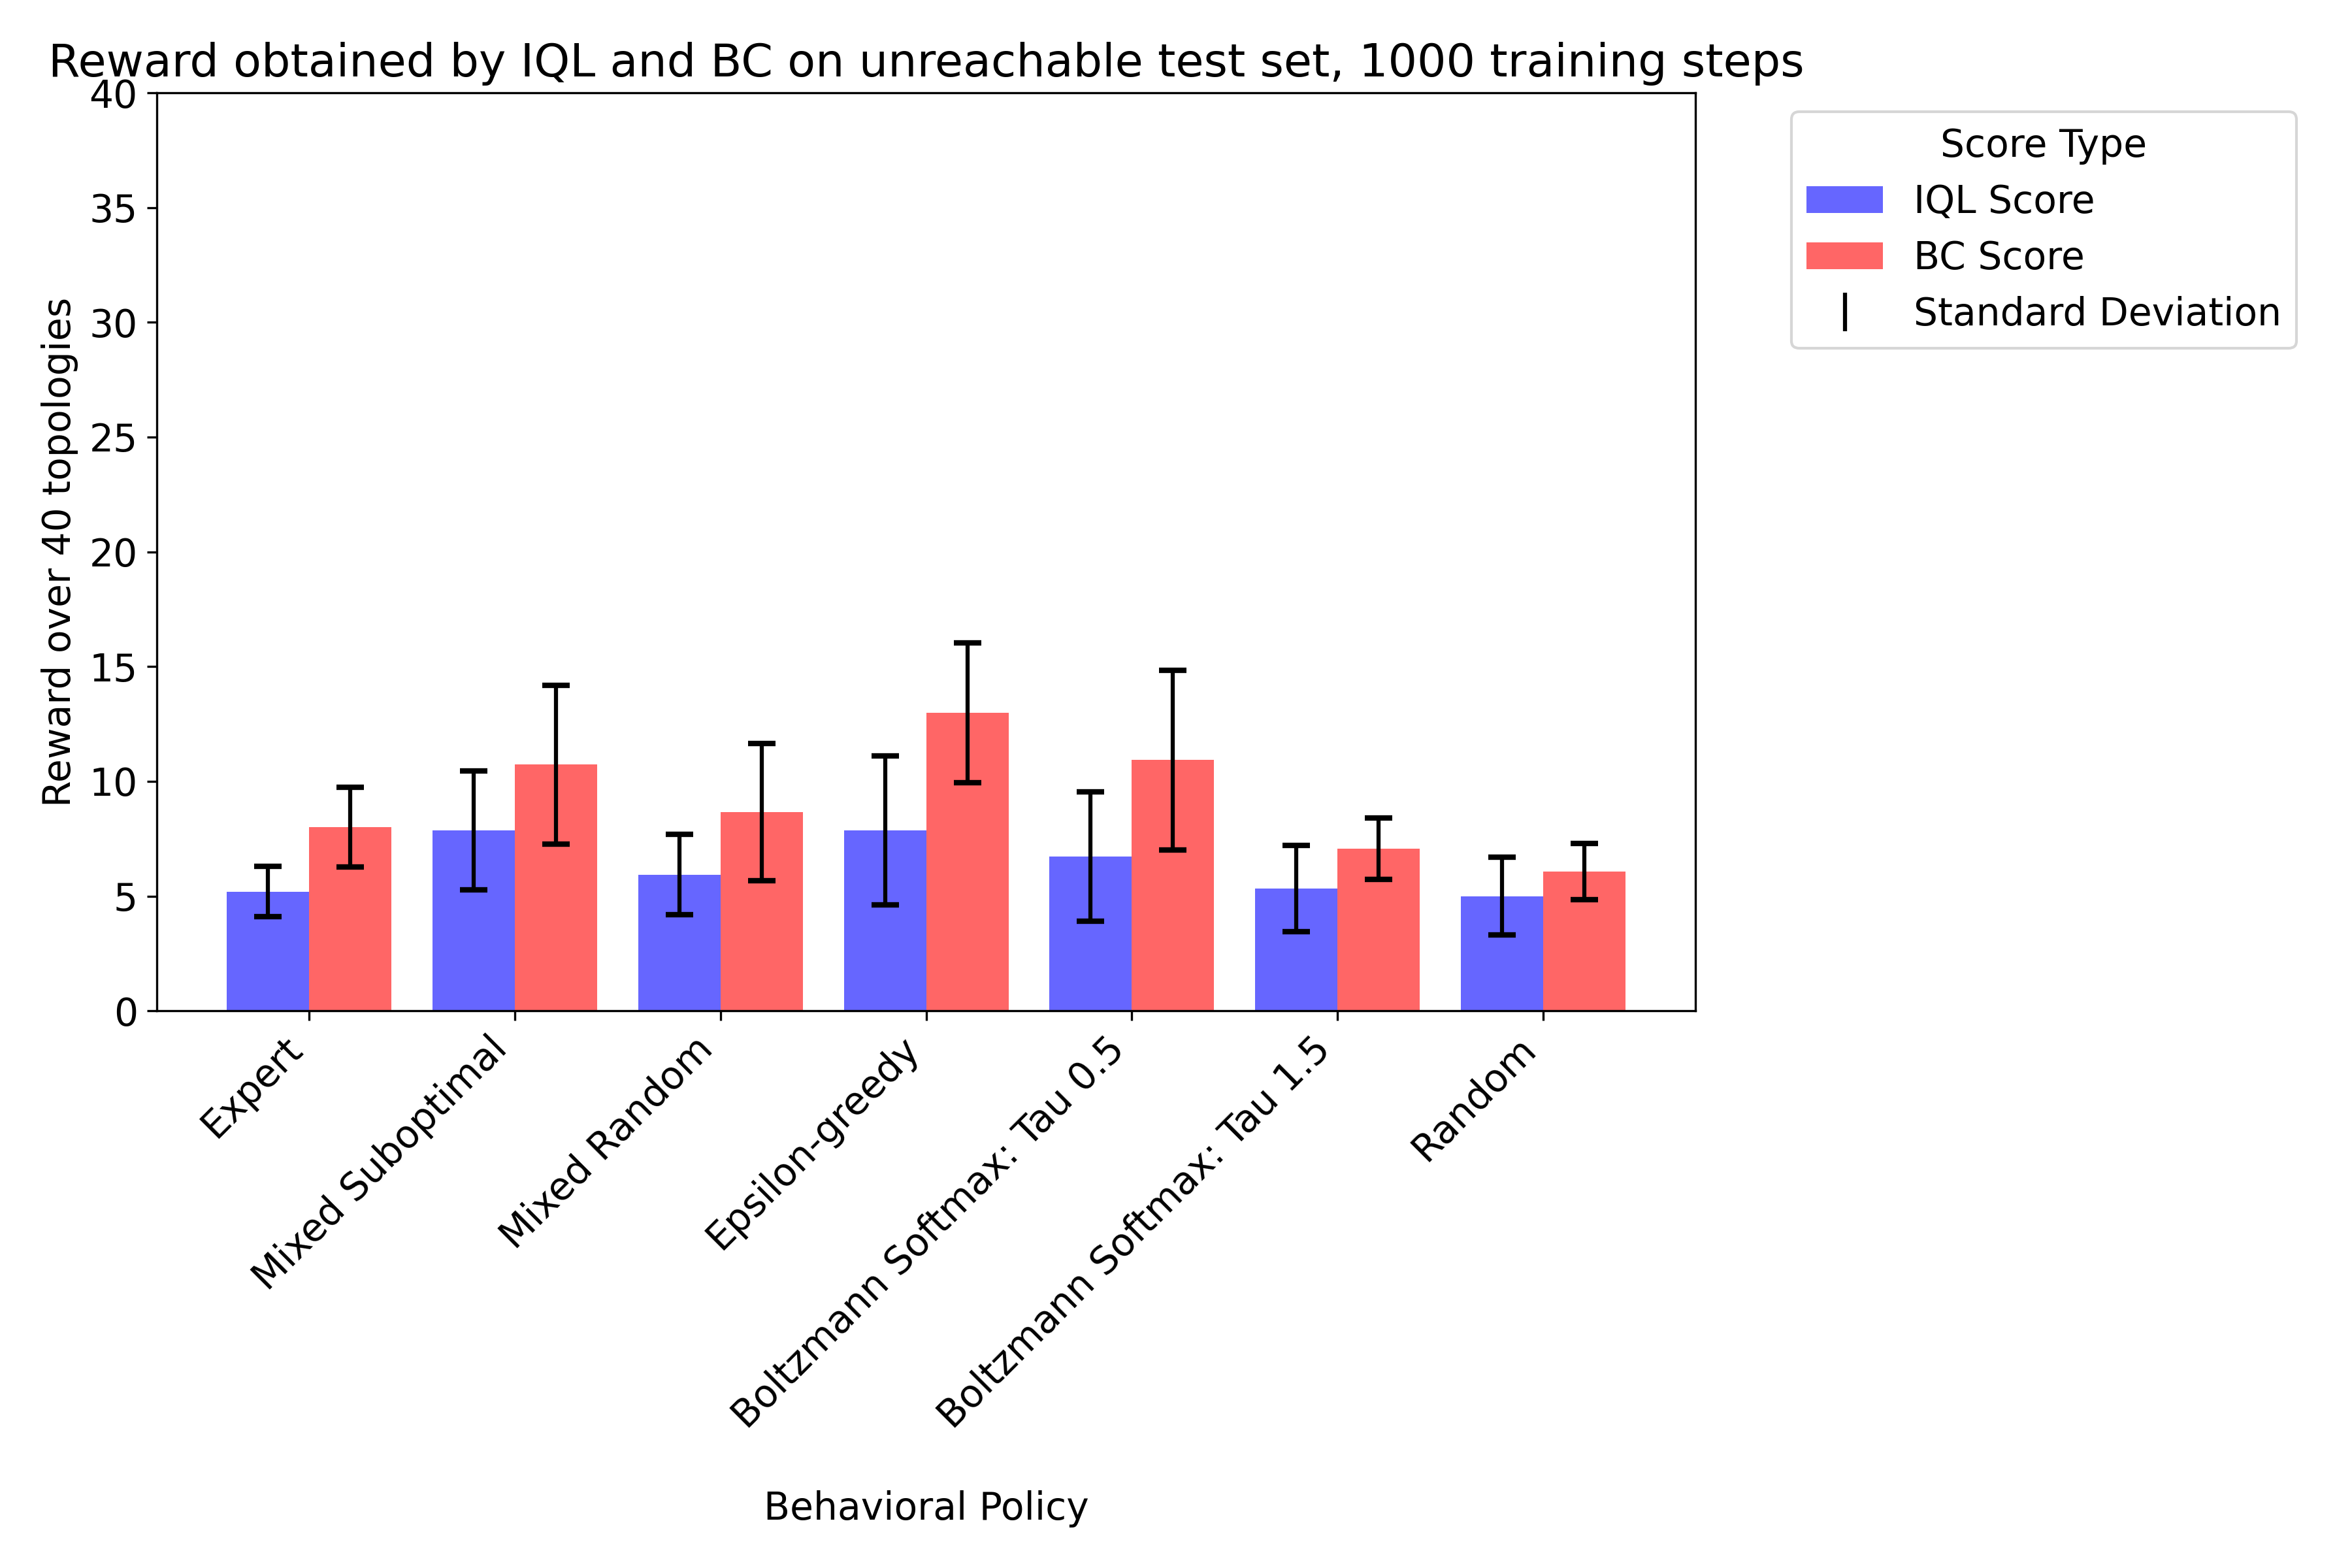 Reward obtained by IQL and BC on unreachable test set, 1000 training steps
Reward over 40 topologies
40
35
30
25
20
15
10
5
0
Score Type
IQL Score
BC Score
Standard Deviation
Expert
Mixed Suboptimal
Mixed Random
Epsilon-greedy
Boltzmann Softmax: Tau 0.5
Boltzmann Softmax: Tau 1.5
Random
Behavioral Policy